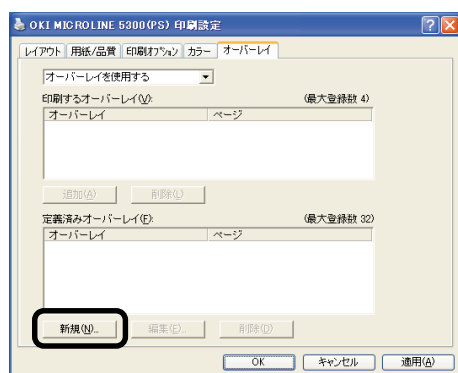 OKI MICROLINE 5300(PS) 印刷設定
レイアウト 用紙/品質 印刷オプション カラー オーバーレイ
オーバーレイを使用する
印刷するオーバーレイ(V): (最大登録数 4)
オーバーレイ ページ
追加(A) 削除(L)
定義済みオーバーレイ(F): (最大登録数 32)
オーバーレイ ページ
新規(N)... 編集(E)... 削除(D)
OK キャンセル 適用(A)